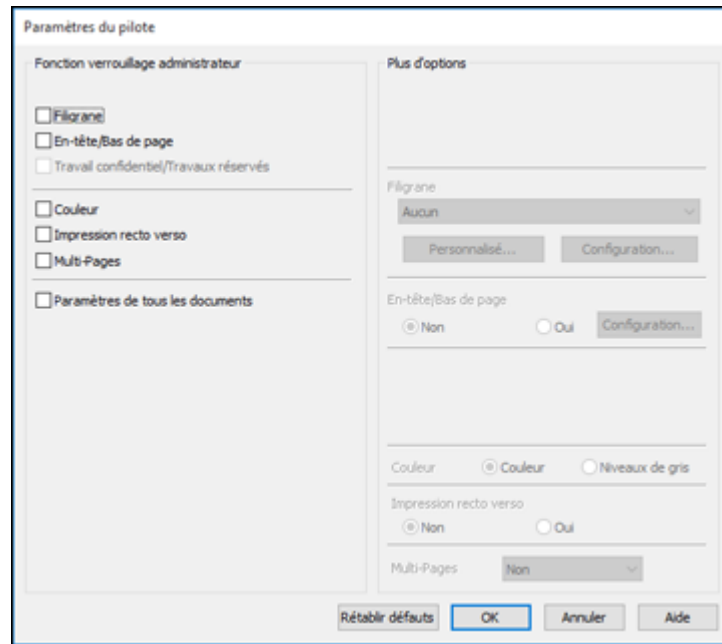 Paramètres du pilote
Fonction verrouillage administrateur
Filigrane
En-tête/Bas de page
Travail confidentiel/Travaux réservés
Couleur
Impression recto verso
Multi-Pages
Paramètres de tous les documents
Plus d'options
Filigrane
Aucun
Personnalisé... Configuration...
En-tête/Bas de page
Non Oui Configuration...
Couleur Couleur Niveaux de gris
Impression recto verso
Non Oui
Multi-Pages Non
Rétablir défauts OK Annuler Aide